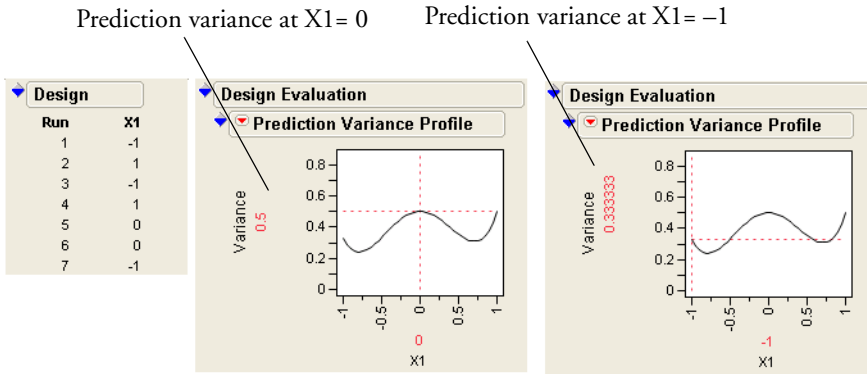 Prediction variance at X1= 0
Prediction variance at X1= –1
Design
Run X1
1 -1
2 1
3 -1
4 1
5 0
6 0
7 -1
Design Evaluation
Prediction Variance Profile
Variance
0.5
0.8
0.6
0.4
0.2
0
-1
-0.5
0
0.5
1
0
X1
Design Evaluation
Prediction Variance Profile
Variance
0.333333
0.8
0.6
0.4
0.2
0
-1
-0.5
0
0.5
1
-1
X1